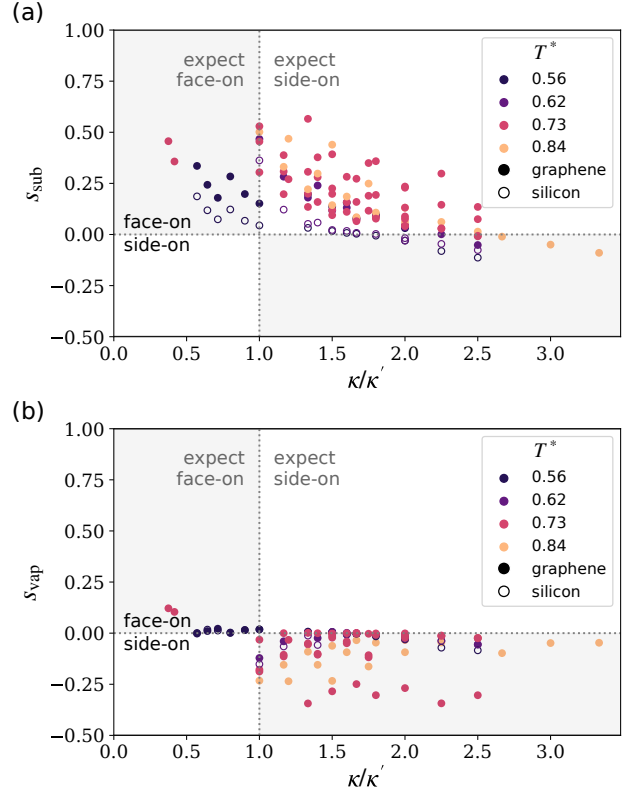 (a)
1.00
0.75
0.50
0.25
0.00
−0.25
−0.50
s_sub
expect
face-on
expect
side-on
face-on
side-on
T*
0.56
0.62
0.73
0.84
graphene
silicon
0.0
0.5
1.0
1.5
2.0
2.5
3.0
κ/κ′
(b)
1.00
0.75
0.50
0.25
0.00
−0.25
−0.50
s_vap
expect
face-on
expect
side-on
face-on
side-on
T*
0.56
0.62
0.73
0.84
graphene
silicon
0.0
0.5
1.0
1.5
2.0
2.5
3.0
κ/κ′